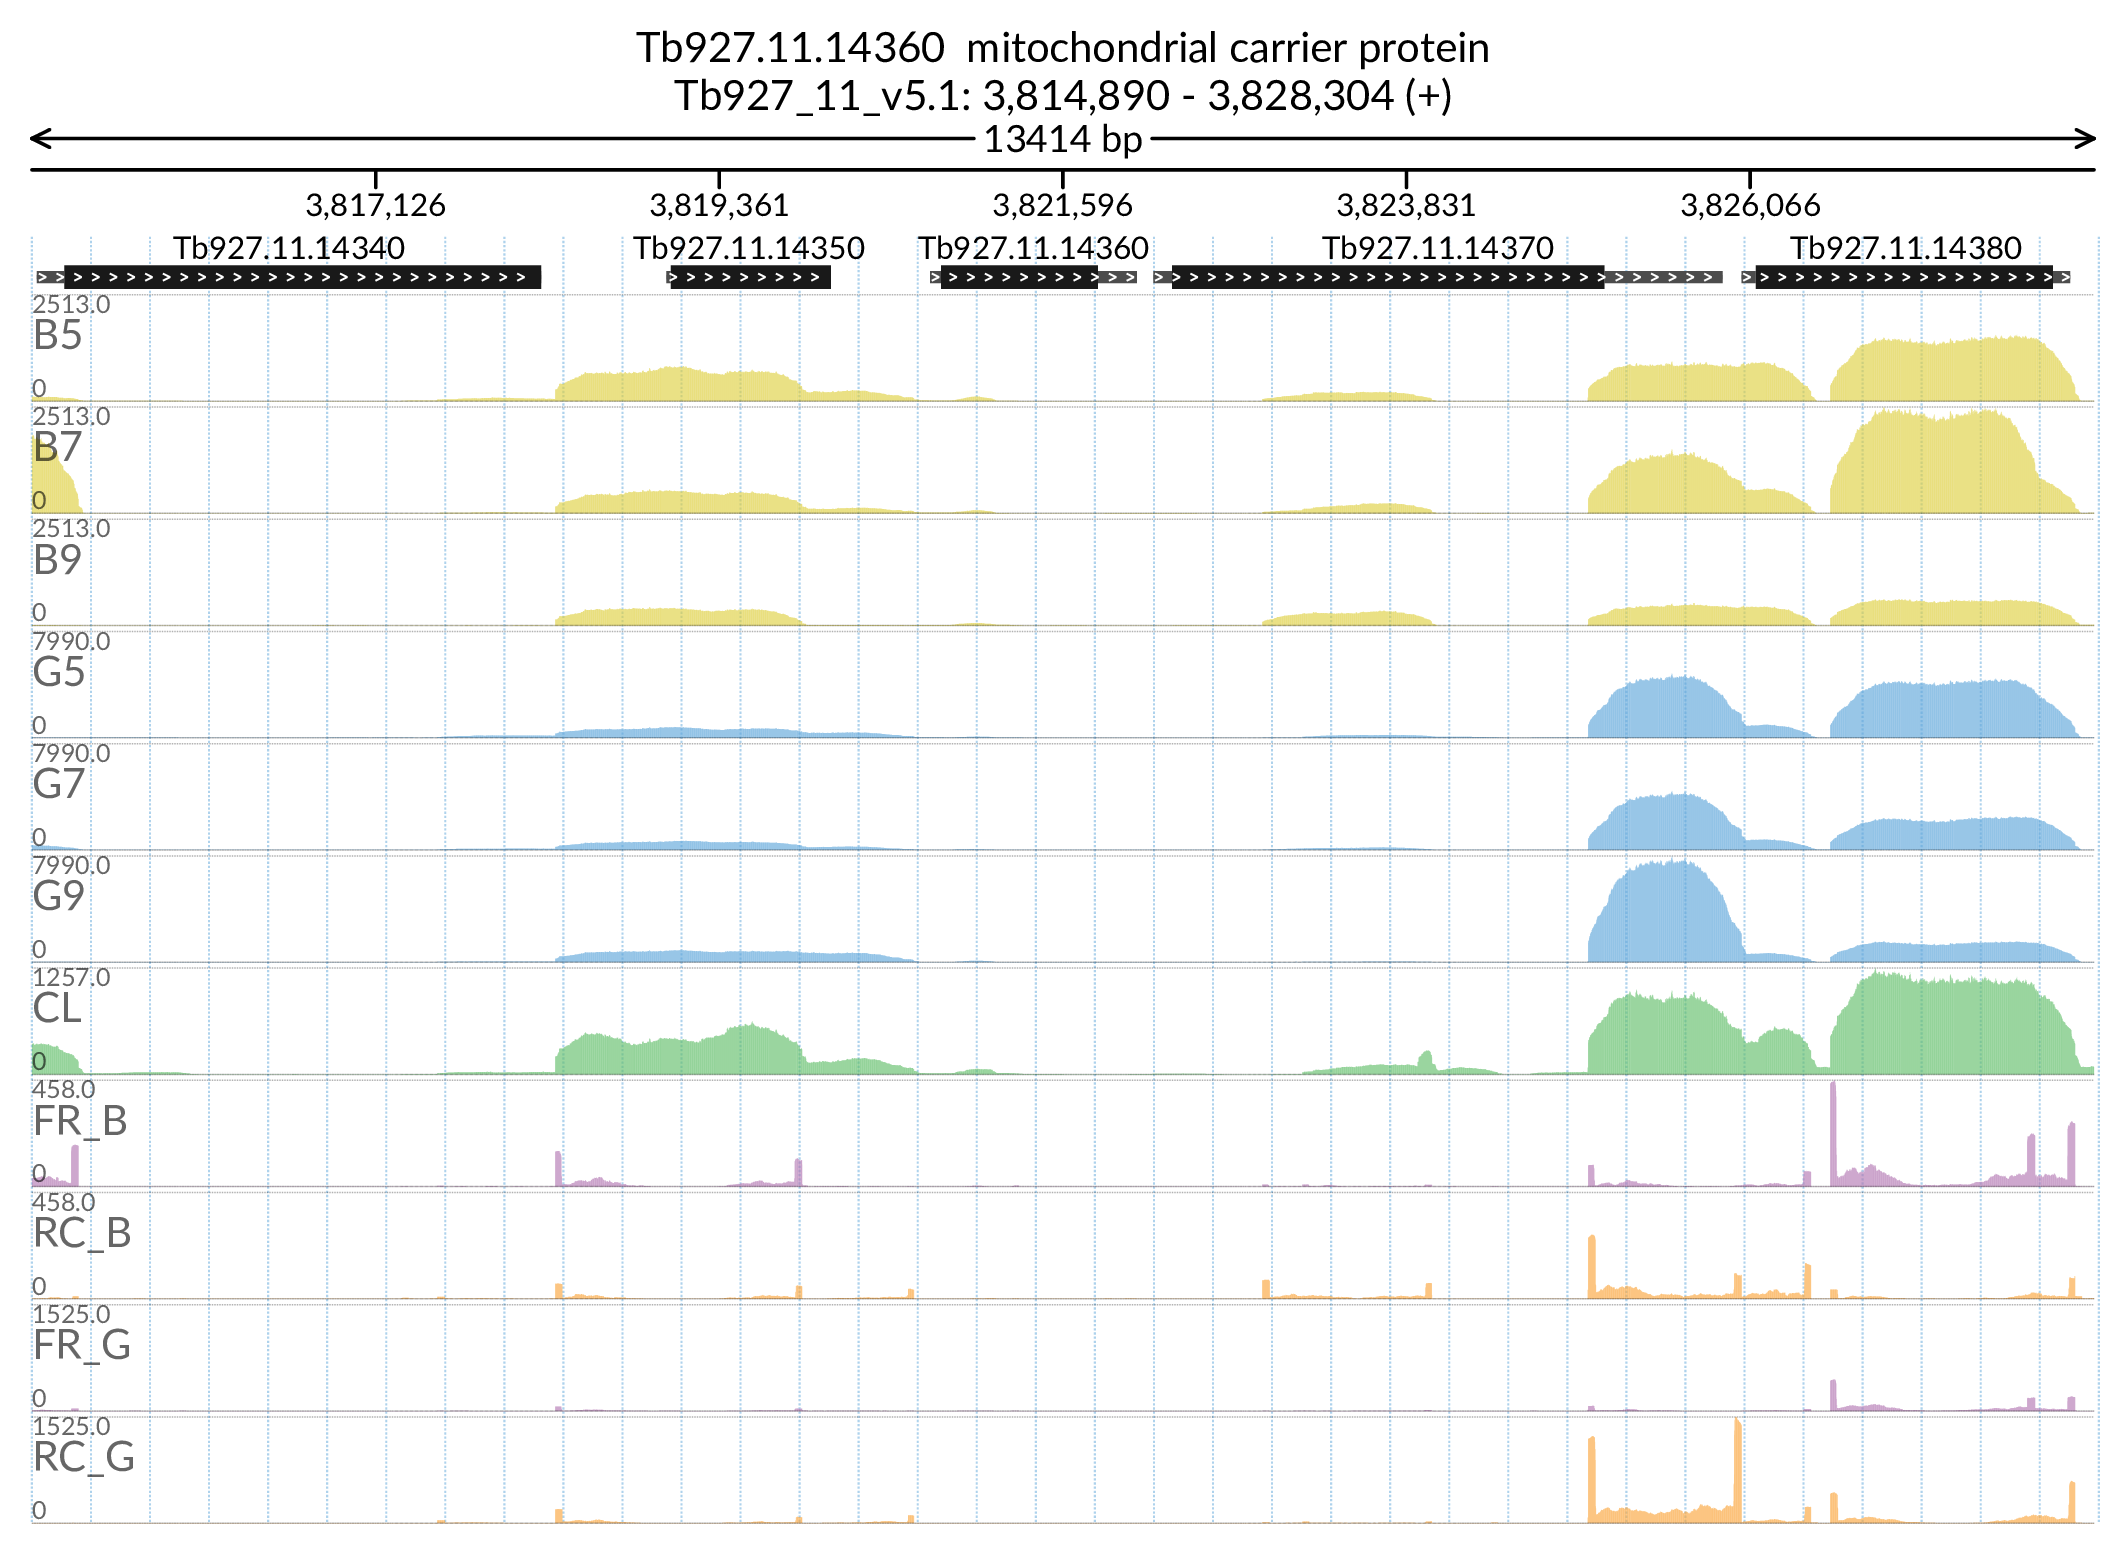 Tb927.11.14360 mitochondrial carrier protein
Tb927_11_v5.1: 3,814,890 - 3,828,304 (+)
13414 bp
3,817,126 3,819,361 3,821,596 3,823,831 3,826,066
Tb927.11.14340 Tb927.11.14350 Tb927.11.14360 Tb927.11.14370 Tb927.11.14380
2513.0
B5
0
2513.0
B7
0
2513.0
B9
0
7990.0
G5
0
7990.0
G7
0
7990.0
G9
0
1257.0
CL
0
458.0
FR_B
0
458.0
RC_B
0
1525.0
FR_G
0
1525.0
RC_G
0